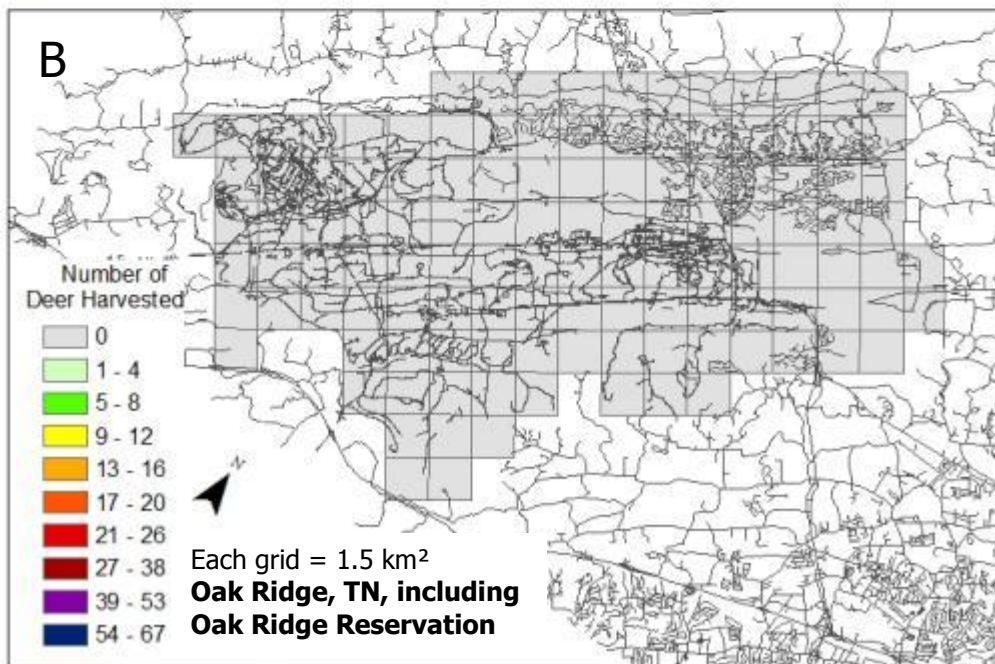 B
Number of
Deer Harvested
0
1 - 4
5 - 8
9 - 12
13 - 16
17 - 20
21 - 26
27 - 38
39 - 53
54 - 67
N
Each grid = 1.5 km²
Oak Ridge, TN, including
Oak Ridge Reservation